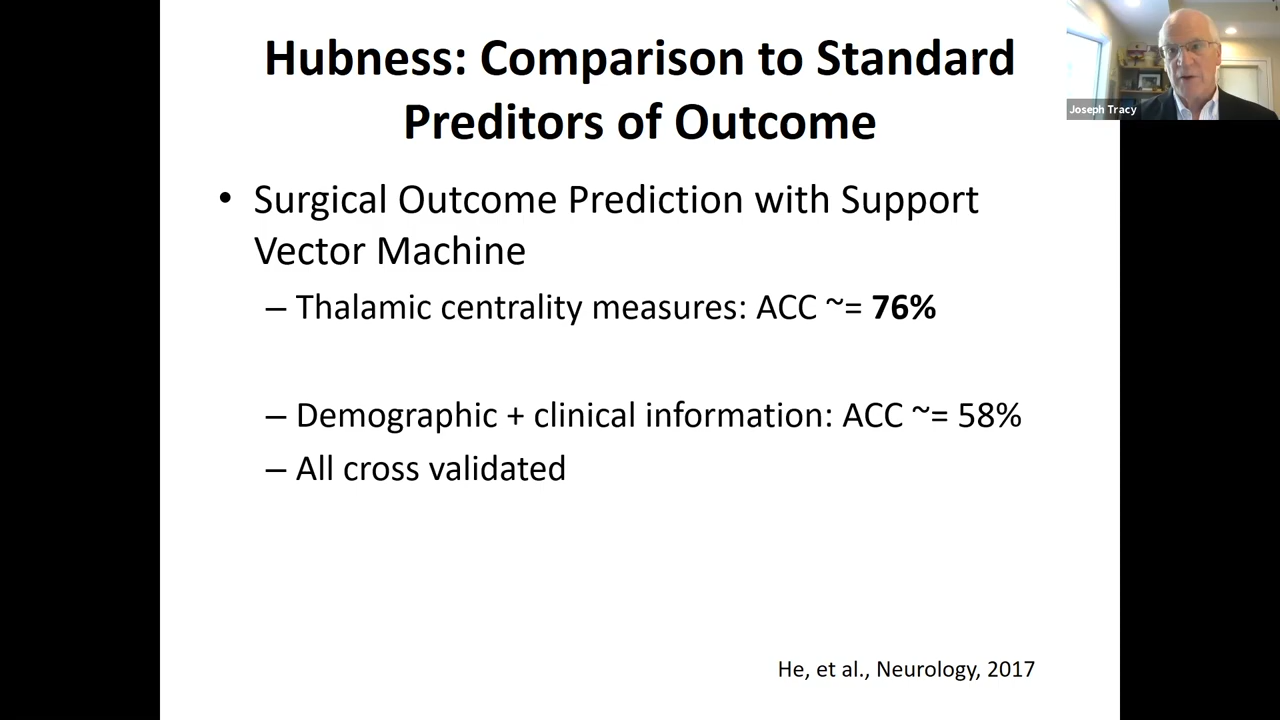 Hubness: Comparison to Standard
Preditors of Outcome
• Surgical Outcome Prediction with Support
Vector Machine
– Thalamic centrality measures: ACC ~= 76%
– Demographic + clinical information: ACC ~= 58%
– All cross validated
He, et al., Neurology, 2017
Joseph Tracy